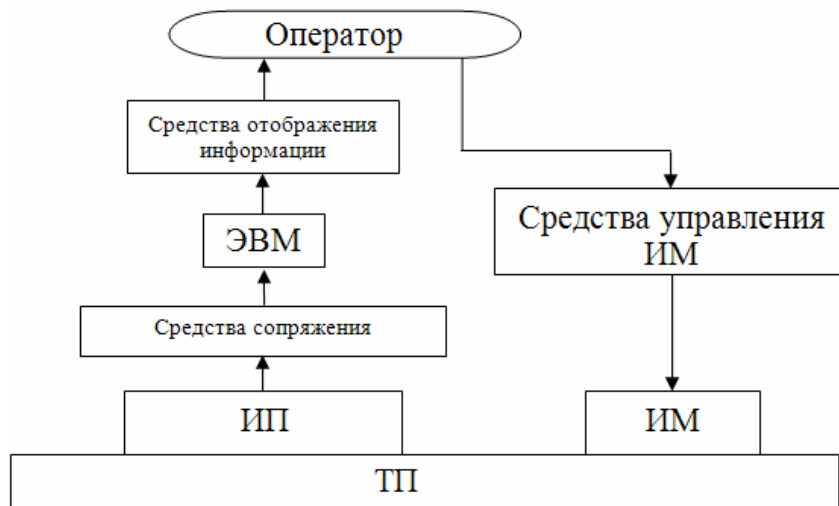 Оператор
Средства отображения
информации
ЭВМ
Средства сопряжения
ИП
Средства управления
ИМ
ИМ
ТП